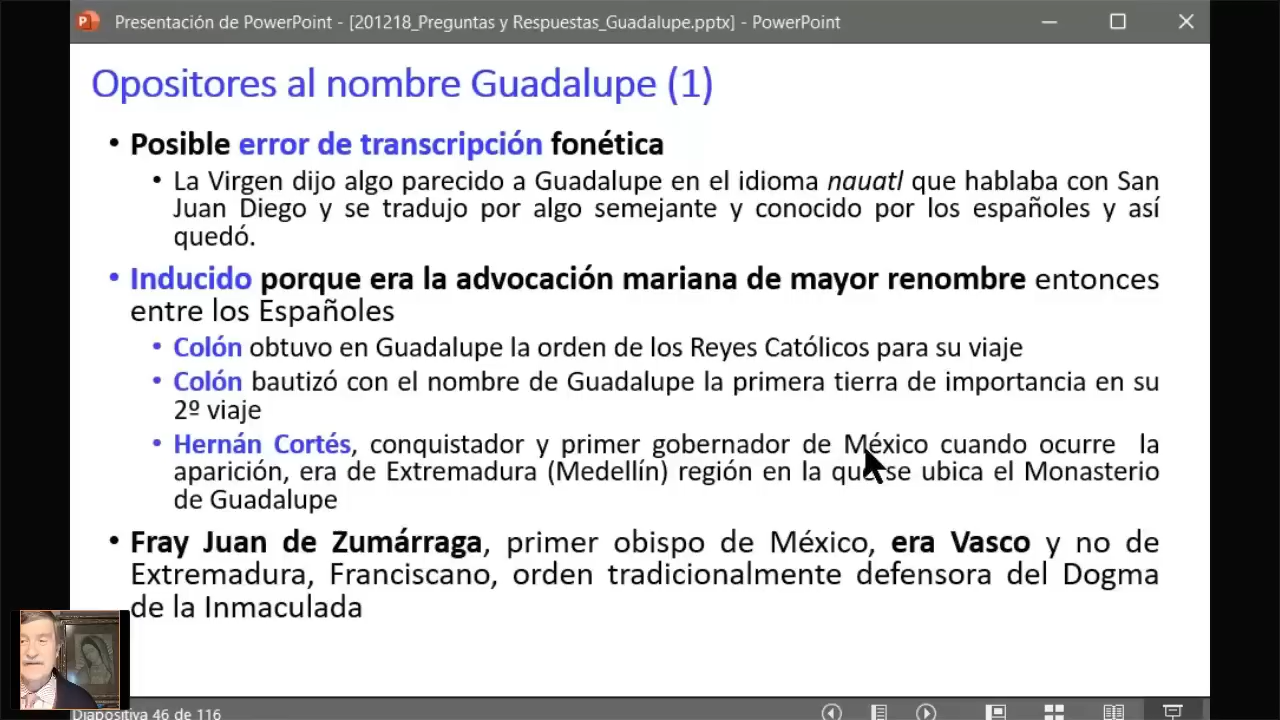 Presentación de PowerPoint - [201218_Preguntas y Respuestas_Guadalupe.pptx] - PowerPoint
Opositores al nombre Guadalupe (1)
• Posible error de transcripción fonética
• La Virgen dijo algo parecido a Guadalupe en el idioma nauatl que hablaba con San
Juan Diego y se tradujo por algo semejante y conocido por los españoles y así
quedó.
• Inducido porque era la advocación mariana de mayor renombre entonces
entre los Españoles
• Colón obtuvo en Guadalupe la orden de los Reyes Católicos para su viaje
• Colón bautizó con el nombre de Guadalupe la primera tierra de importancia en su
2º viaje
• Hernán Cortés, conquistador y primer gobernador de México cuando ocurre la
aparición, era de Extremadura (Medellín) región en la que se ubica el Monasterio
de Guadalupe
• Fray Juan de Zumárraga, primer obispo de México, era Vasco y no de
Extremadura, Franciscano, orden tradicionalmente defensora del Dogma
de la Inmaculada
Diapositiva 46 de 116